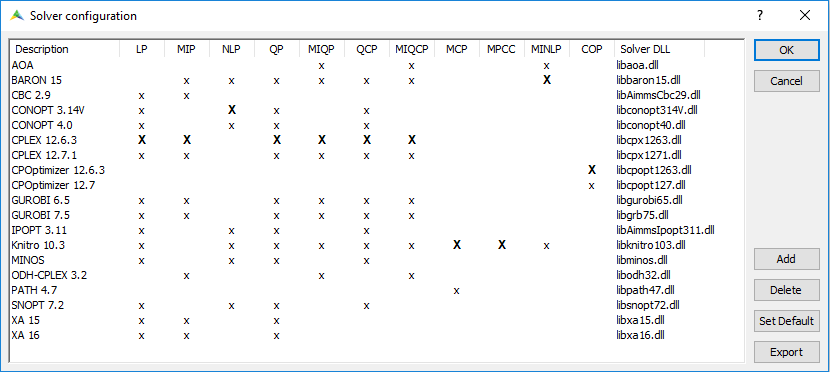 Solver configuration ?
Description LP MIP NLP QP MIQP QCP MIQCP MCP MPCC MINLP COP Solver DLL
AOA x x x libaoa.dll
BARON 15 x x x x x x X libbaron15.dll
CBC 2.9 x x libAimmsCbc29.dll
CONOPT 3.14V x X x x libconopt314V.dll
CONOPT 4.0 x x x x libconopt40.dll
CPLEX 12.6.3 X X X X X X libcpx1263.dll
CPLEX 12.7.1 x x x x x x libcpx1271.dll
CPOptimizer 12.6.3 X libcpopt1263.dll
CPOptimizer 12.7 x libcpopt127.dll
GUROBI 6.5 x x x x x x libgurobi65.dll
GUROBI 7.5 x x x x x x libgrb75.dll
IPOPT 3.11 x x x x libAimmsIpopt311.dll
Knitro 10.3 x x x x x x x X X x libknitro103.dll
MINOS x x x x libminos.dll
ODH-CPLEX 3.2 x x x libodh32.dll
PATH 4.7 x libpath47.dll
SNOPT 7.2 x x x x libsnopt72.dll
XA 15 x x x libxa15.dll
XA 16 x x x libxa16.dll
OK
Cancel
Add
Delete
Set Default
Export